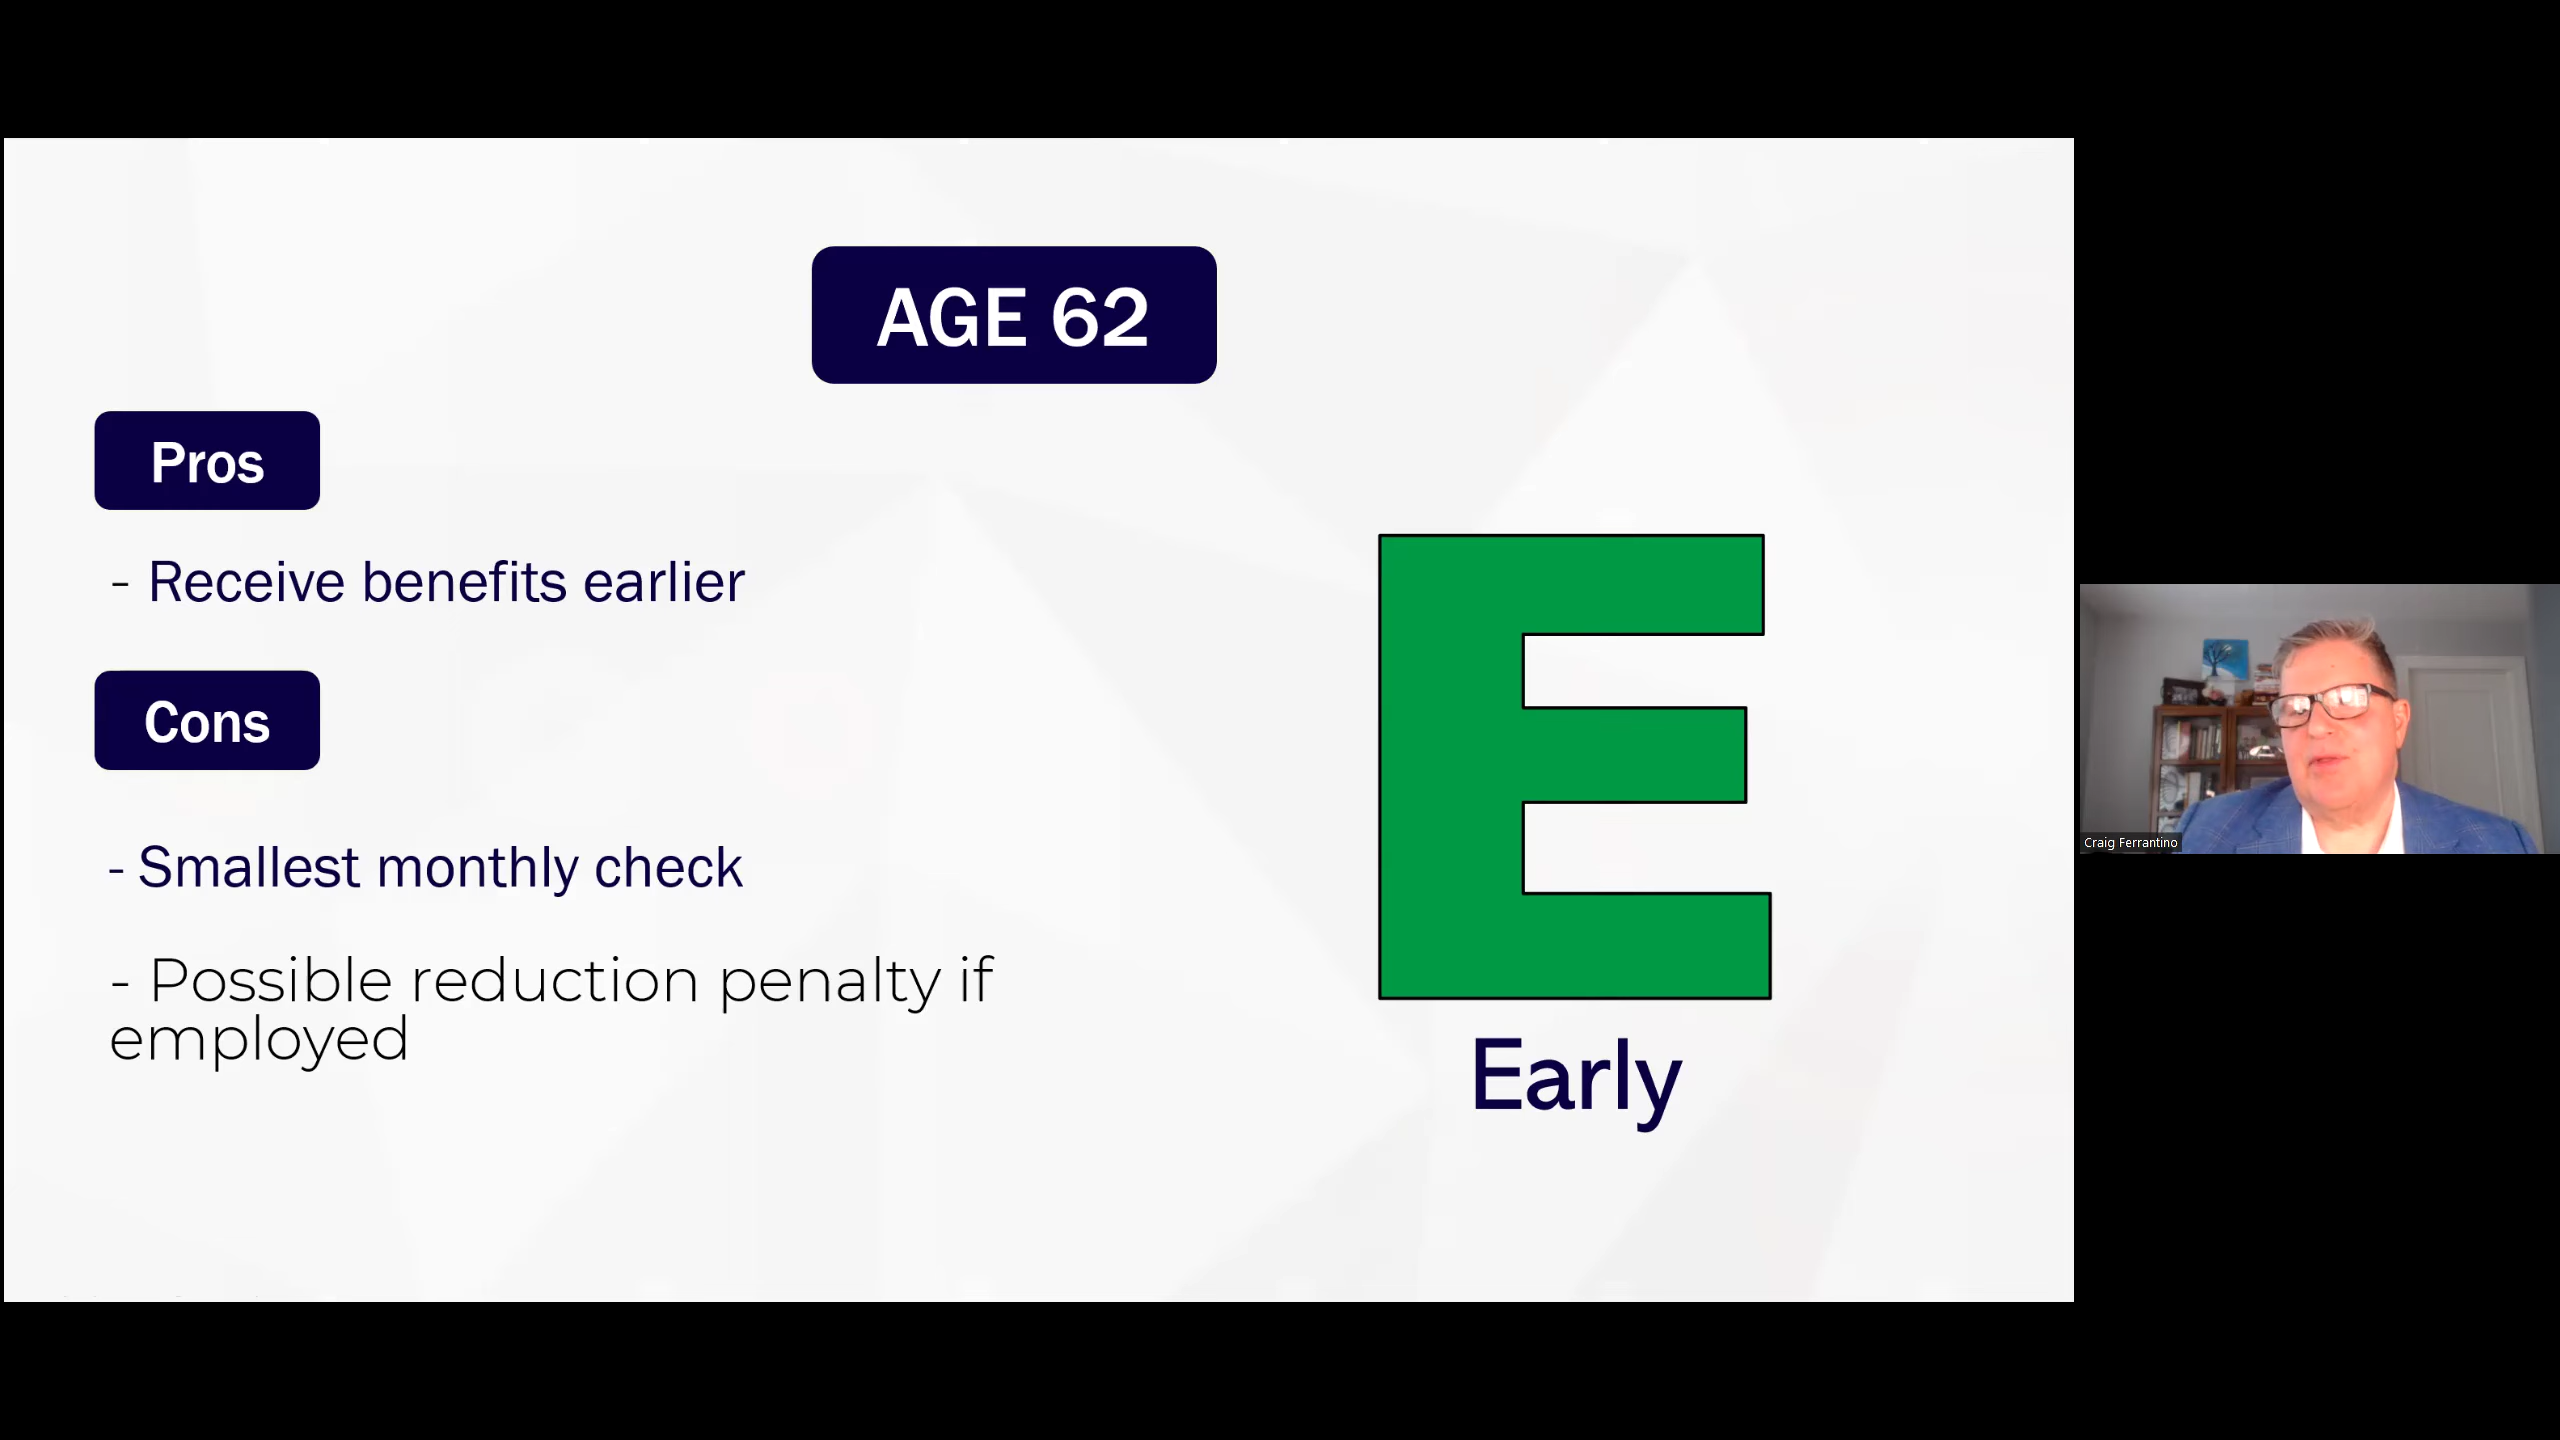 AGE 62
Pros
- Receive benefits earlier
Cons
- Smallest monthly check
- Possible reduction penalty if
employed
E
Early
Craig Ferrantino